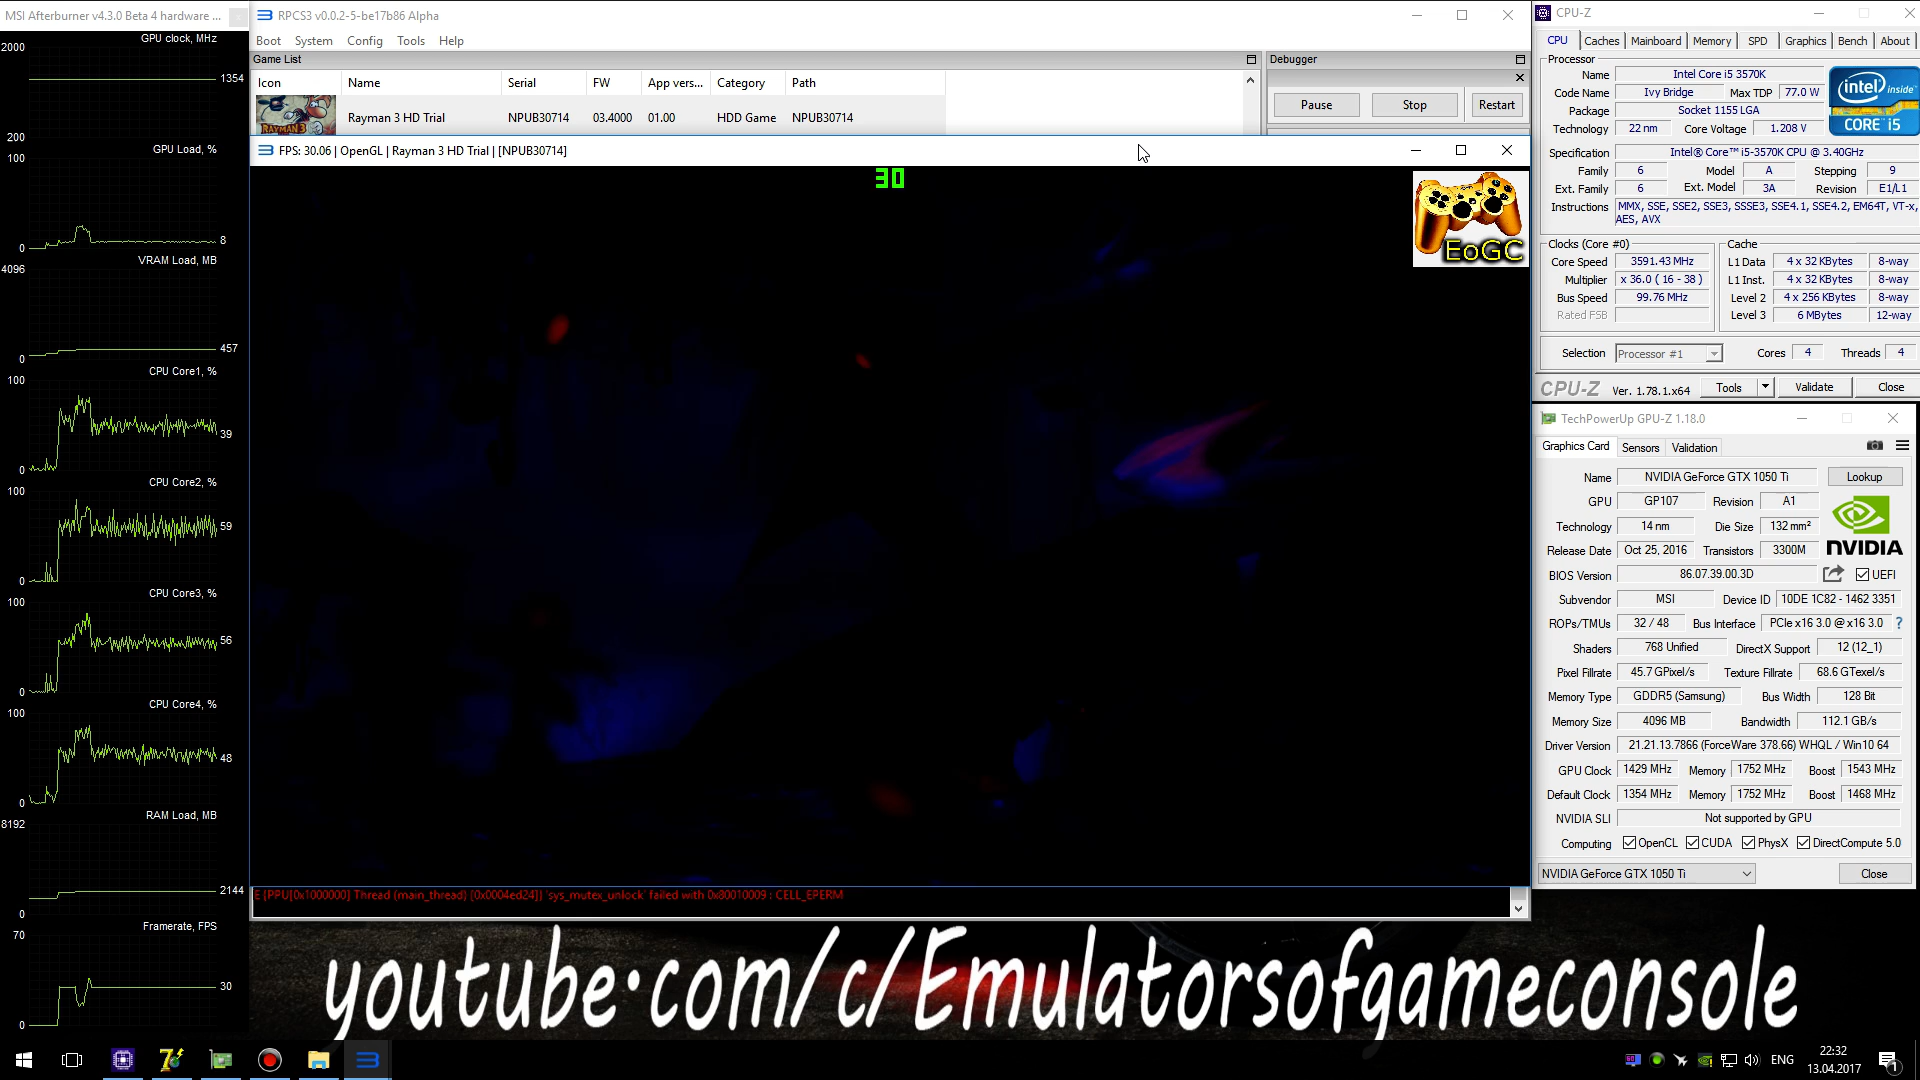 MSI Afterburner v4.3.0 Beta 4 hardware ...
GPU clock, MHz
2000
1354
200
GPU Load, %
100
8
0
VRAM Load, MB
4096
457
0
CPU Core1, %
100
39
0
CPU Core2, %
100
59
0
CPU Core3, %
100
56
0
CPU Core4, %
100
48
0
RAM Load, MB
8192
2144
0
Framerate, FPS
70
30
0
RPCS3 v0.0.2-5-be17b86 Alpha
Boot System Config Tools Help
Game List
Icon Name Serial FW App vers... Category Path
RAYMAN 3
Rayman 3 HD Trial NPUB30714 03.4000 01.00 HDD Game NPUB30714
Debugger
Pause Stop Restart
FPS: 30.06 | OpenGL | Rayman 3 HD Trial | [NPUB30714]
30
EoGC
E {PPU[0x1000000] Thread (main_thread) [0x0004ed24]} 'sys_mutex_unlock' failed with 0x80010009 : CELL_EPERM
CPU-Z
CPU Caches Mainboard Memory SPD Graphics Bench About
Processor
Name Intel Core i5 3570K
Code Name Ivy Bridge Max TDP 77.0 W
Package Socket 1155 LGA
Technology 22 nm Core Voltage 1.208 V
intel inside
CORE i5
Specification Intel® Core™ i5-3570K CPU @ 3.40GHz
Family 6 Model A Stepping 9
Ext. Family 6 Ext. Model 3A Revision E1/L1
Instructions MMX, SSE, SSE2, SSE3, SSSE3, SSE4.1, SSE4.2, EM64T, VT-x,
AES, AVX
Clocks (Core #0)
Core Speed 3591.43 MHz
Multiplier x 36.0 ( 16 - 38 )
Bus Speed 99.76 MHz
Rated FSB
Cache
L1 Data 4 x 32 KBytes 8-way
L1 Inst. 4 x 32 KBytes 8-way
Level 2 4 x 256 KBytes 8-way
Level 3 6 MBytes 12-way
Selection Processor #1 Cores 4 Threads 4
CPU-Z Ver. 1.78.1.x64 Tools Validate Close
TechPowerUp GPU-Z 1.18.0
Graphics Card Sensors Validation
Name NVIDIA GeForce GTX 1050 Ti Lookup
GPU GP107 Revision A1
Technology 14 nm Die Size 132 mm²
Release Date Oct 25, 2016 Transistors 3300M
NVIDIA
BIOS Version 86.07.39.00.3D UEFI
Subvendor MSI Device ID 10DE 1C82 - 1462 3351
ROPs/TMUs 32 / 48 Bus Interface PCIe x16 3.0 @ x16 3.0 ?
Shaders 768 Unified DirectX Support 12 (12_1)
Pixel Fillrate 45.7 GPixel/s Texture Fillrate 68.6 GTexel/s
Memory Type GDDR5 (Samsung) Bus Width 128 Bit
Memory Size 4096 MB Bandwidth 112.1 GB/s
Driver Version 21.21.13.7866 (ForceWare 378.66) WHQL / Win10 64
GPU Clock 1429 MHz Memory 1752 MHz Boost 1543 MHz
Default Clock 1354 MHz Memory 1752 MHz Boost 1468 MHz
NVIDIA SLI Not supported by GPU
Computing OpenCL CUDA PhysX DirectCompute 5.0
NVIDIA GeForce GTX 1050 Ti Close
youtube.com/c/Emulatorsofgameconsole
ENG
22:32
13.04.2017
1